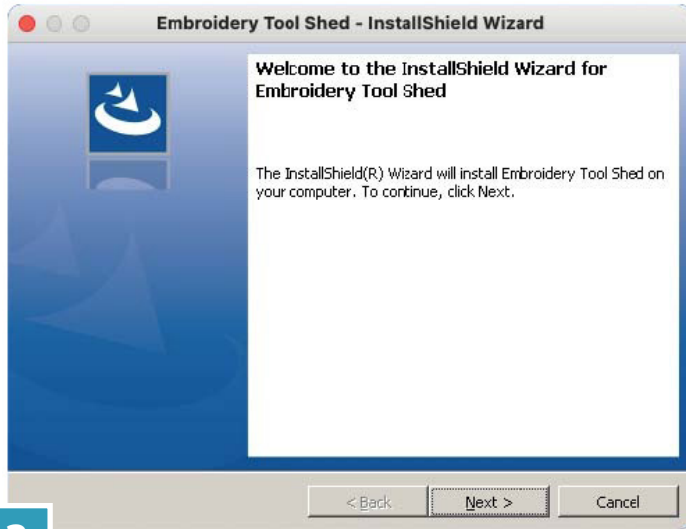 Embroidery Tool Shed - InstallShield Wizard
Welcome to the InstallShield Wizard for
Embroidery Tool Shed
The InstallShield(R) Wizard will install Embroidery Tool Shed on
your computer. To continue, click Next.
< Back Next > Cancel